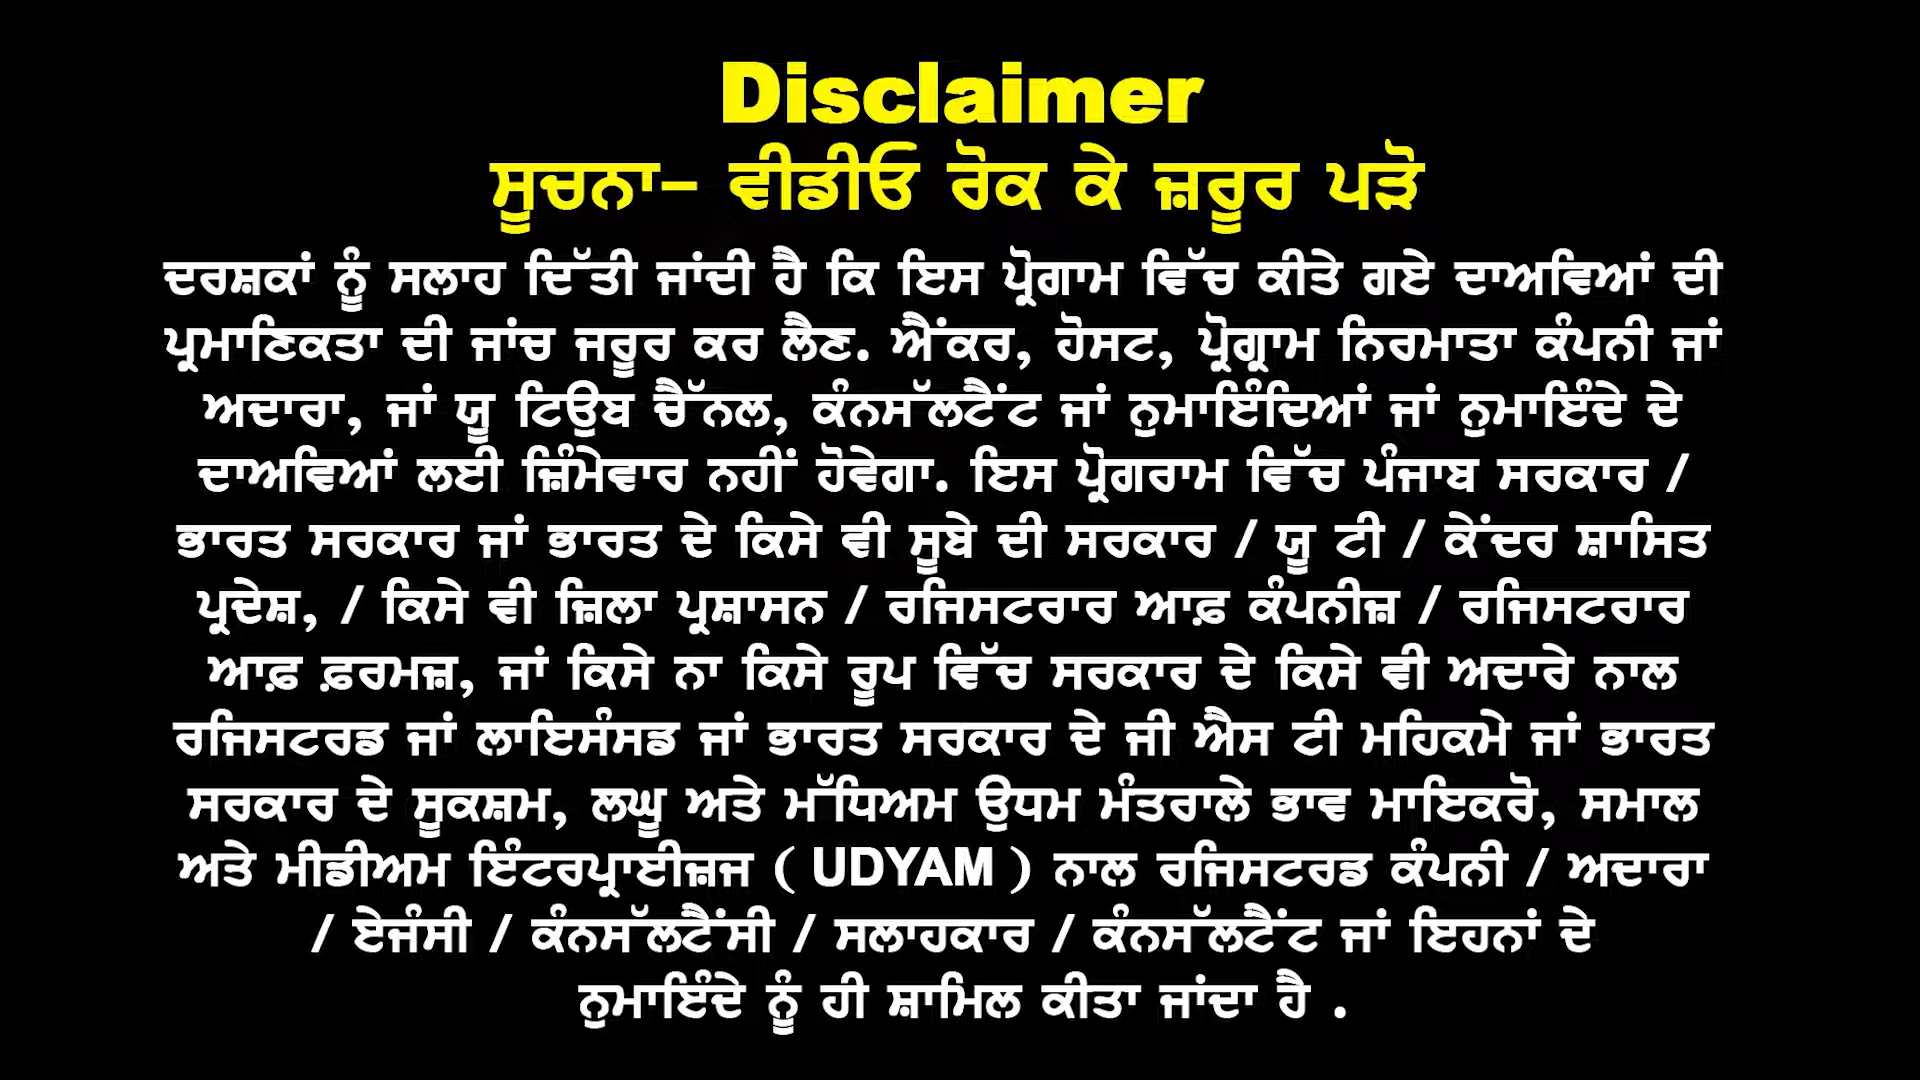 Disclaimer
ਸੂਚਨਾ- ਵੀਡੀਓ ਰੋਕ ਕੇ ਜ਼ਰੂਰ ਪੜੋ
ਦਰਸ਼ਕਾਂ ਨੂੰ ਸਲਾਹ ਦਿੱਤੀ ਜਾਂਦੀ ਹੈ ਕਿ ਇਸ ਪ੍ਰੋਗਾਮ ਵਿੱਚ ਕੀਤੇ ਗਏ ਦਾਅਵਿਆਂ ਦੀ
ਪ੍ਰਮਾਣਿਕਤਾ ਦੀ ਜਾਂਚ ਜਰੂਰ ਕਰ ਲੈਣ. ਐਂਕਰ, ਹੋਸਟ, ਪ੍ਰੋਗ੍ਰਾਮ ਨਿਰਮਾਤਾ ਕੰਪਨੀ ਜਾਂ
ਅਦਾਰਾ, ਜਾਂ ਯੂ ਟਿਉਬ ਚੈੱਨਲ, ਕੰਨਸੱਲਟੈਂਟ ਜਾਂ ਨੁਮਾਇੰਦਿਆਂ ਜਾਂ ਨੁਮਾਇੰਦੇ ਦੇ
ਦਾਅਵਿਆਂ ਲਈ ਜ਼ਿੰਮੇਵਾਰ ਨਹੀਂ ਹੋਵੇਗਾ. ਇਸ ਪ੍ਰੋਗਰਾਮ ਵਿੱਚ ਪੰਜਾਬ ਸਰਕਾਰ /
ਭਾਰਤ ਸਰਕਾਰ ਜਾਂ ਭਾਰਤ ਦੇ ਕਿਸੇ ਵੀ ਸੂਬੇ ਦੀ ਸਰਕਾਰ / ਯੂ ਟੀ / ਕੇਂਦਰ ਸ਼ਾਸਿਤ
ਪ੍ਰਦੇਸ਼, / ਕਿਸੇ ਵੀ ਜ਼ਿਲਾ ਪ੍ਰਸ਼ਾਸਨ / ਰਜਿਸਟਰਾਰ ਆਫ਼ ਕੰਪਨੀਜ਼ / ਰਜਿਸਟਰਾਰ
ਆਫ਼ ਫ਼ਰਮਜ਼, ਜਾਂ ਕਿਸੇ ਨਾ ਕਿਸੇ ਰੂਪ ਵਿੱਚ ਸਰਕਾਰ ਦੇ ਕਿਸੇ ਵੀ ਅਦਾਰੇ ਨਾਲ
ਰਜਿਸਟਰਡ ਜਾਂ ਲਾਇਸੰਸਡ ਜਾਂ ਭਾਰਤ ਸਰਕਾਰ ਦੇ ਜੀ ਐਸ ਟੀ ਮਹਿਕਮੇ ਜਾਂ ਭਾਰਤ
ਸਰਕਾਰ ਦੇ ਸੂਕਸ਼ਮ, ਲਘੂ ਅਤੇ ਮੱਧਿਅਮ ਉਧਮ ਮੰਤਰਾਲੇ ਭਾਵ ਮਾਇਕਰੋ, ਸਮਾਲ
ਅਤੇ ਮੀਡੀਅਮ ਇੰਟਰਪ੍ਰਾਈਜ਼ਜ ( UDYAM ) ਨਾਲ ਰਜਿਸਟਰਡ ਕੰਪਨੀ / ਅਦਾਰਾ
/ ਏਜੰਸੀ / ਕੰਨਸੱਲਟੈਂਸੀ / ਸਲਾਹਕਾਰ / ਕੰਨਸੱਲਟੈਂਟ ਜਾਂ ਇਹਨਾਂ ਦੇ
ਨੁਮਾਇੰਦੇ ਨੂੰ ਹੀ ਸ਼ਾਮਿਲ ਕੀਤਾ ਜਾਂਦਾ ਹੈ .